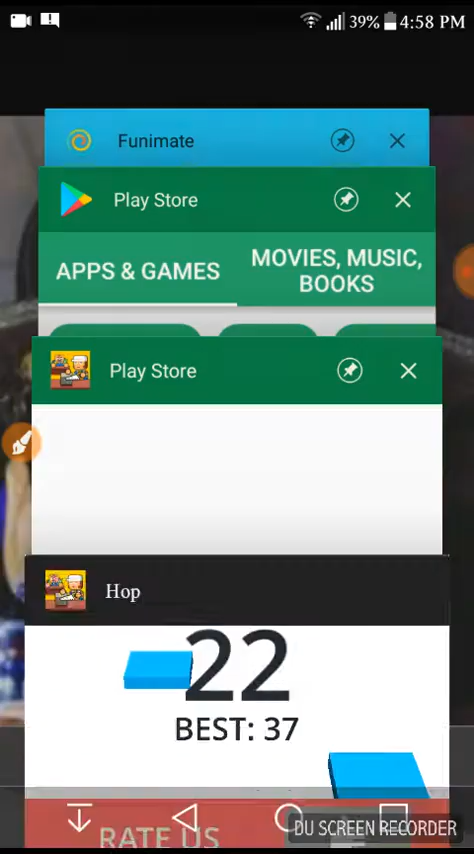 39% 4:58 PM
Funimate
Play Store
APPS & GAMES
MOVIES, MUSIC,
BOOKS
Play Store
Hop
22
BEST: 37
RATE US
DU SCREEN RECORDER